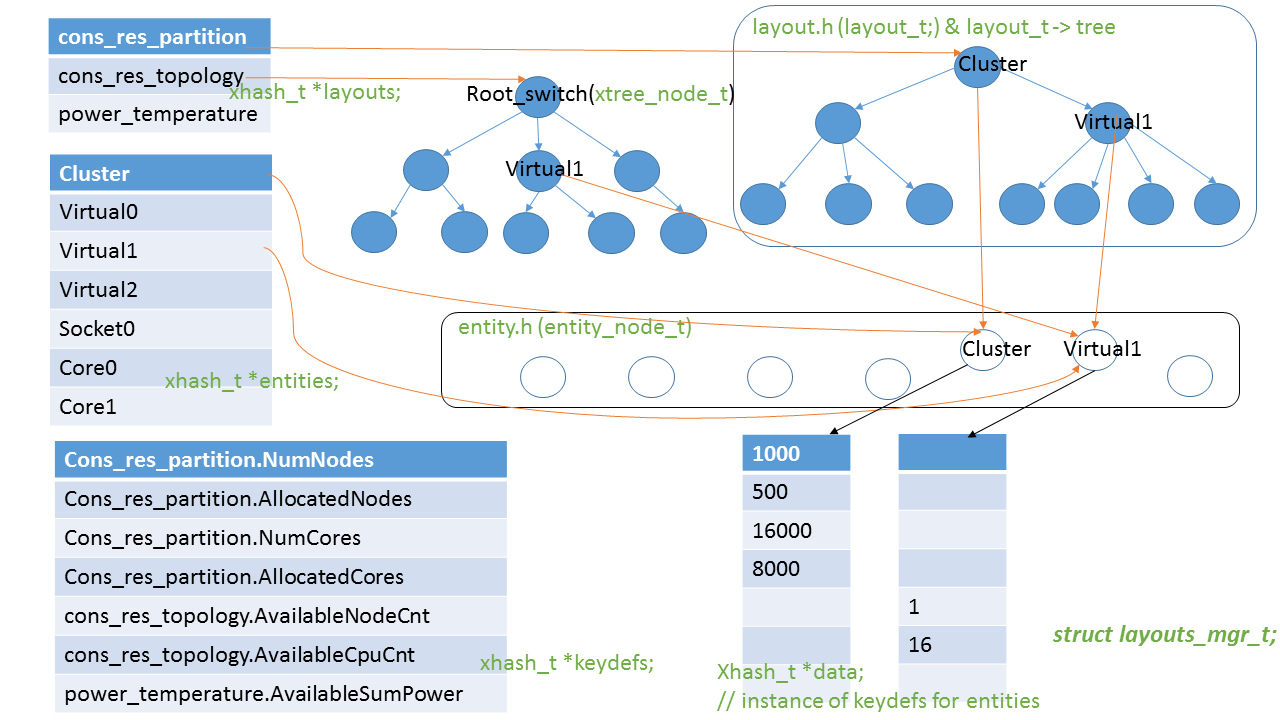 cons_res_partition
cons_res_topology
xhash_t *layouts;
power_temperature
Root_switch(xtree_node_t)
Virtual1
layout.h (layout_t;) & layout_t -> tree
Cluster
Virtual1
Cluster
Virtual0
Virtual1
Virtual2
Socket0
Core0
xhash_t *entities;
Core1
entity.h (entity_node_t)
Cluster
Virtual1
Cons_res_partition.NumNodes
Cons_res_partition.AllocatedNodes
Cons_res_partition.NumCores
Cons_res_partition.AllocatedCores
cons_res_topology.AvailableNodeCnt
cons_res_topology.AvailableCpuCnt
xhash_t *keydefs;
power_temperature.AvailableSumPower
1000
500
16000
8000
1
16
Xhash_t *data;
// instance of keydefs for entities
struct layouts_mgr_t;